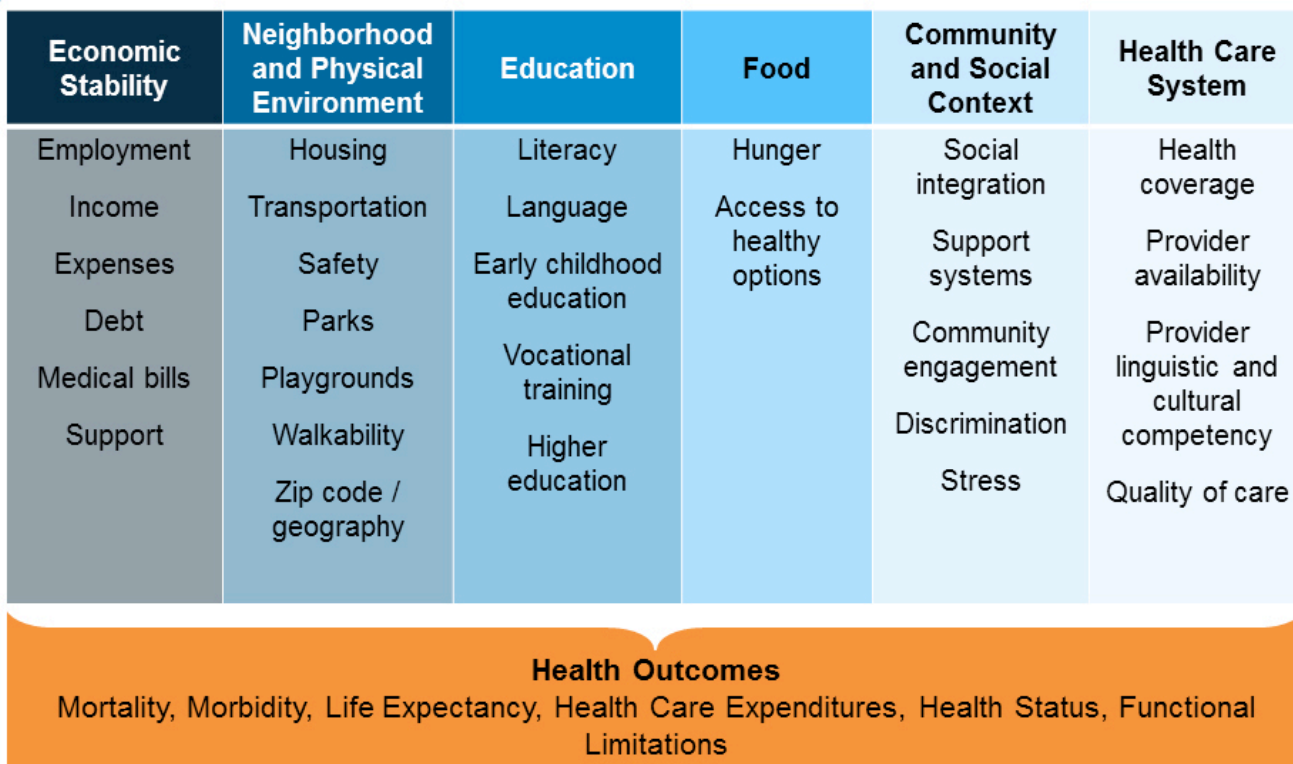 Economic
Stability
Neighborhood
and Physical
Environment
Education
Food
Community
and Social
Context
Health Care
System
Employment
Income
Expenses
Debt
Medical bills
Support
Housing
Transportation
Safety
Parks
Playgrounds
Walkability
Zip code /
geography
Literacy
Language
Early childhood
education
Vocational
training
Higher
education
Hunger
Access to
healthy
options
Social
integration
Support
systems
Community
engagement
Discrimination
Stress
Health
coverage
Provider
availability
Provider
linguistic and
cultural
competency
Quality of care
Health Outcomes
Mortality, Morbidity, Life Expectancy, Health Care Expenditures, Health Status, Functional
Limitations